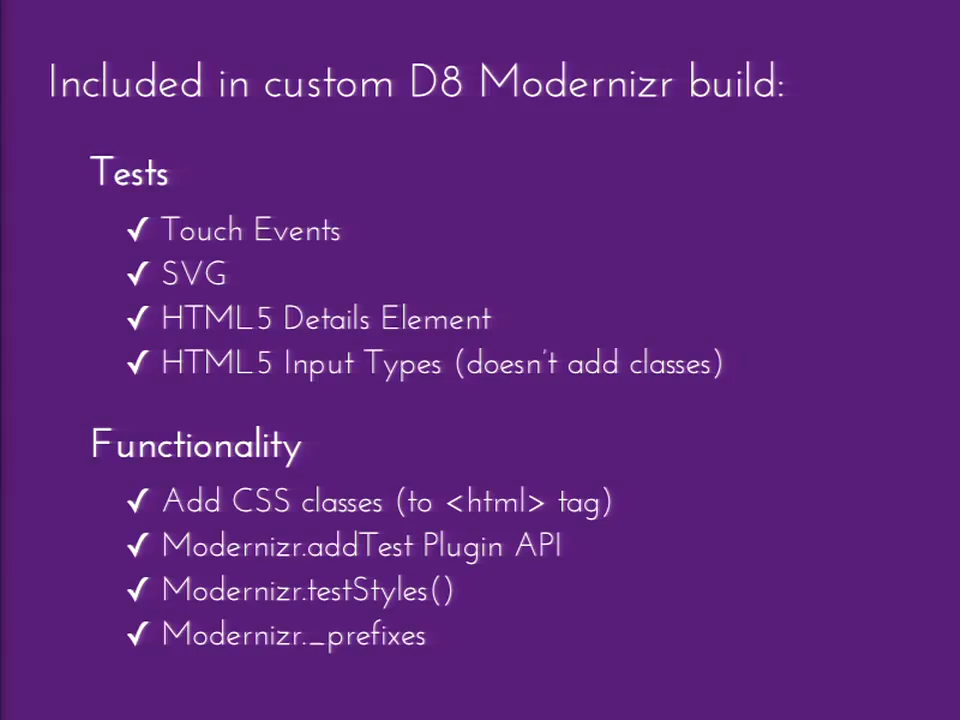 Included in custom D8 Modernizr build:
Tests
✓ Touch Events
✓ SVG
✓ HTML5 Details Element
✓ HTML5 Input Types (doesn't add classes)
Functionality
✓ Add CSS classes (to <html> tag)
✓ Modernizr.addTest Plugin API
✓ Modernizr.testStyles()
✓ Modernizr._prefixes